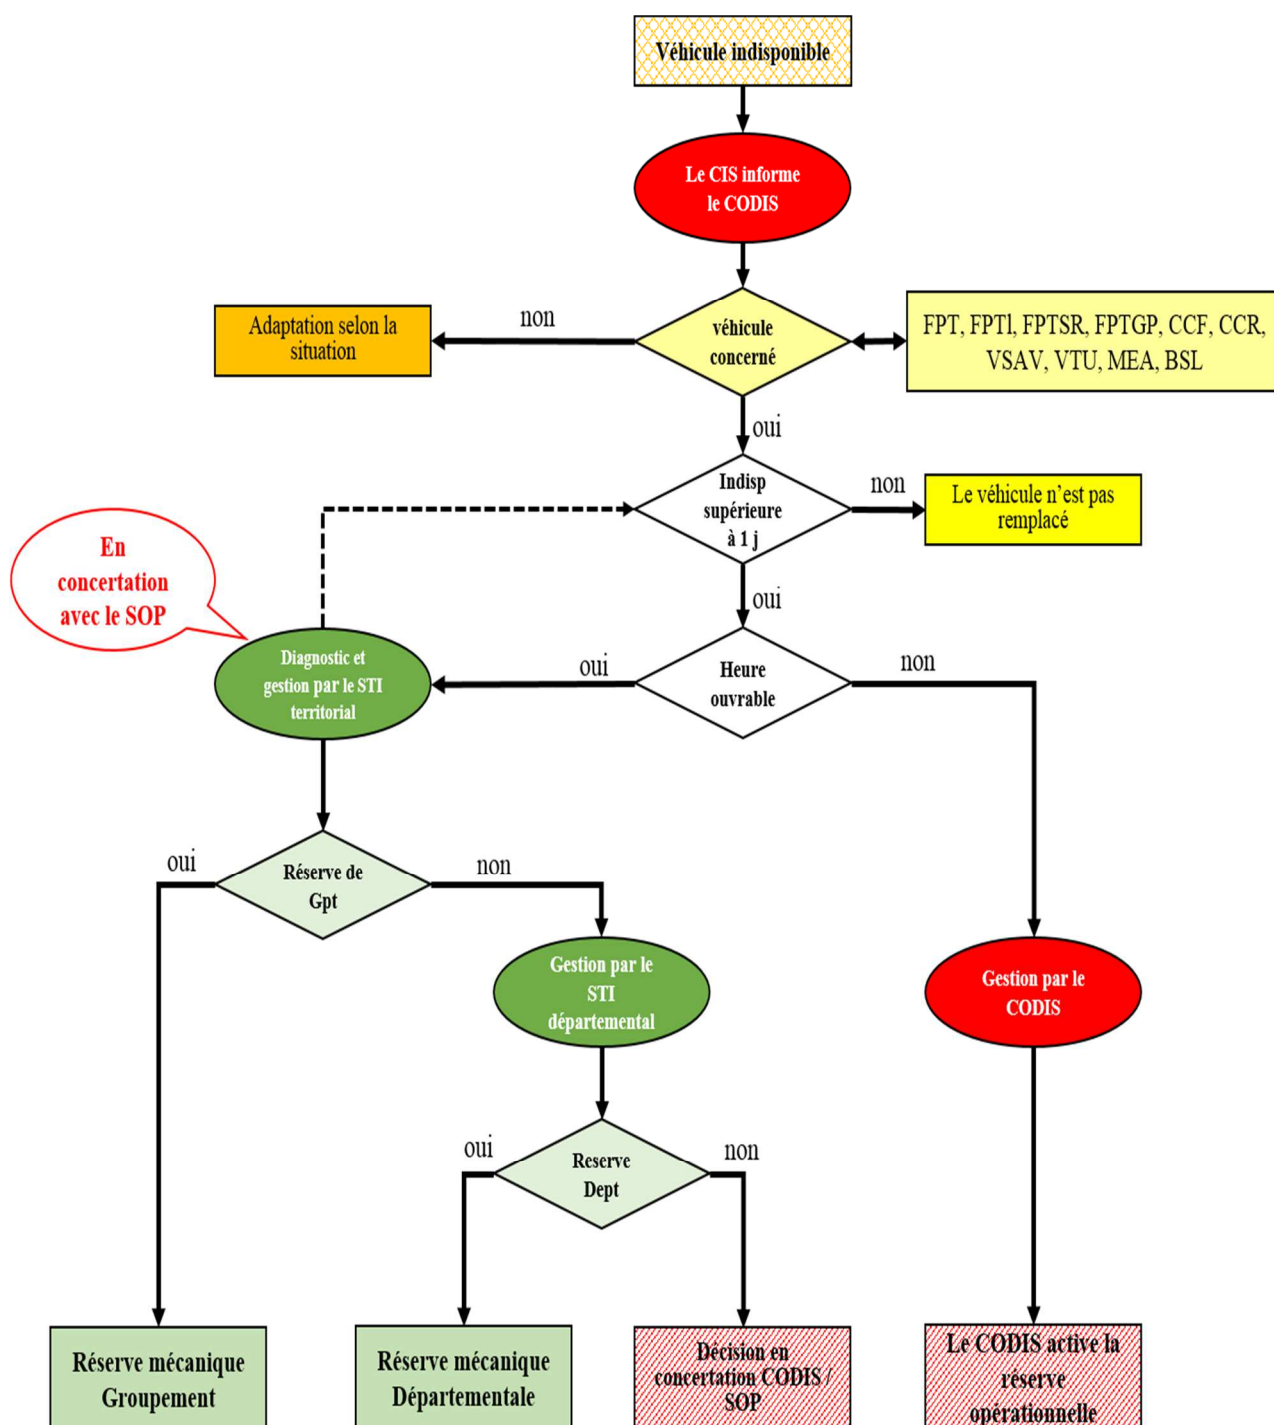 Véhicule indisponible
Le CIS informe
le CODIS
non
Adaptation selon la
situation
véhicule
concerné
FPT, FPTl, FPTSR, FPTGP, CCF, CCR,
VSAV, VTU, MEA, BSL
oui
Indisp
supérieure
à 1 j
non
Le véhicule n’est pas
remplacé
En
concertation
avec le SOP
oui
Diagnostic et
gestion par le STI
territorial
oui
Heure
ouvrable
non
oui
Réserve de
Gpt
non
Gestion par le
STI
départemental
Gestion par le
CODIS
oui
Reserve
Dept
non
Réserve mécanique
Groupement
Réserve mécanique
Départementale
Décision en
concertation CODIS /
SOP
Le CODIS active la
réserve
opérationnelle